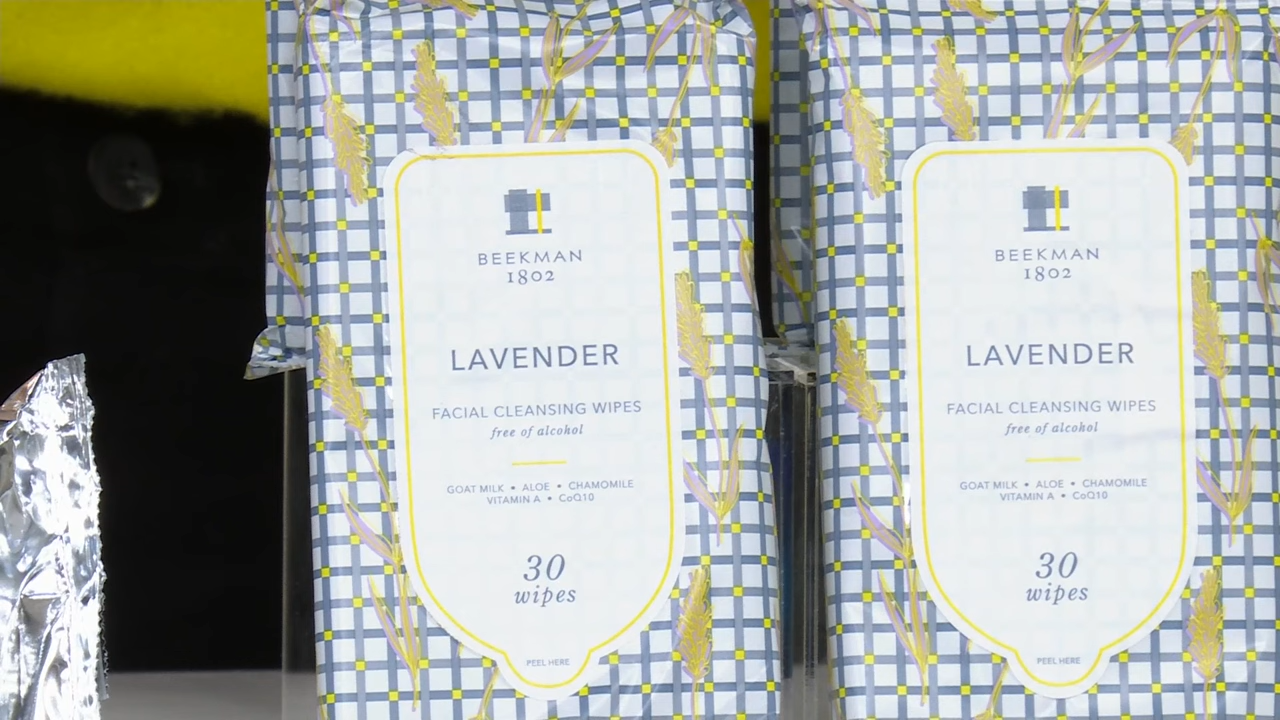 BEEKMAN
1802
LAVENDER
FACIAL CLEANSING WIPES
free of alcohol
GOAT MILK • ALOE • CHAMOMILE
VITAMIN A • CoQ10
30
wipes
PEEL HERE
BEEKMAN
1802
LAVENDER
FACIAL CLEANSING WIPES
free of alcohol
GOAT MILK • ALOE • CHAMOMILE
VITAMIN A • CoQ10
30
wipes
PEEL HERE